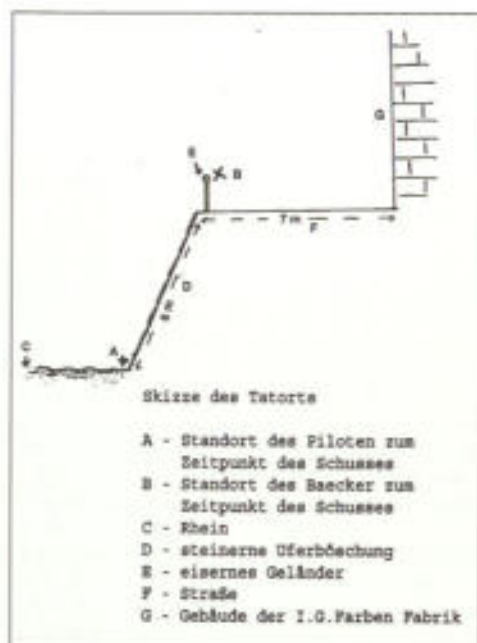 G
E
B
7 m
F
D
C
A
Skizze des Tatorts
A - Standort des Piloten zum
Zeitpunkt des Schusses
B - Standort des Baecker zum
Zeitpunkt des Schusses
C - Rhein
D - steinerne Uferböschung
E - eisernes Geländer
F - Straße
G - Gebäude der I.G.Farben Fabrik